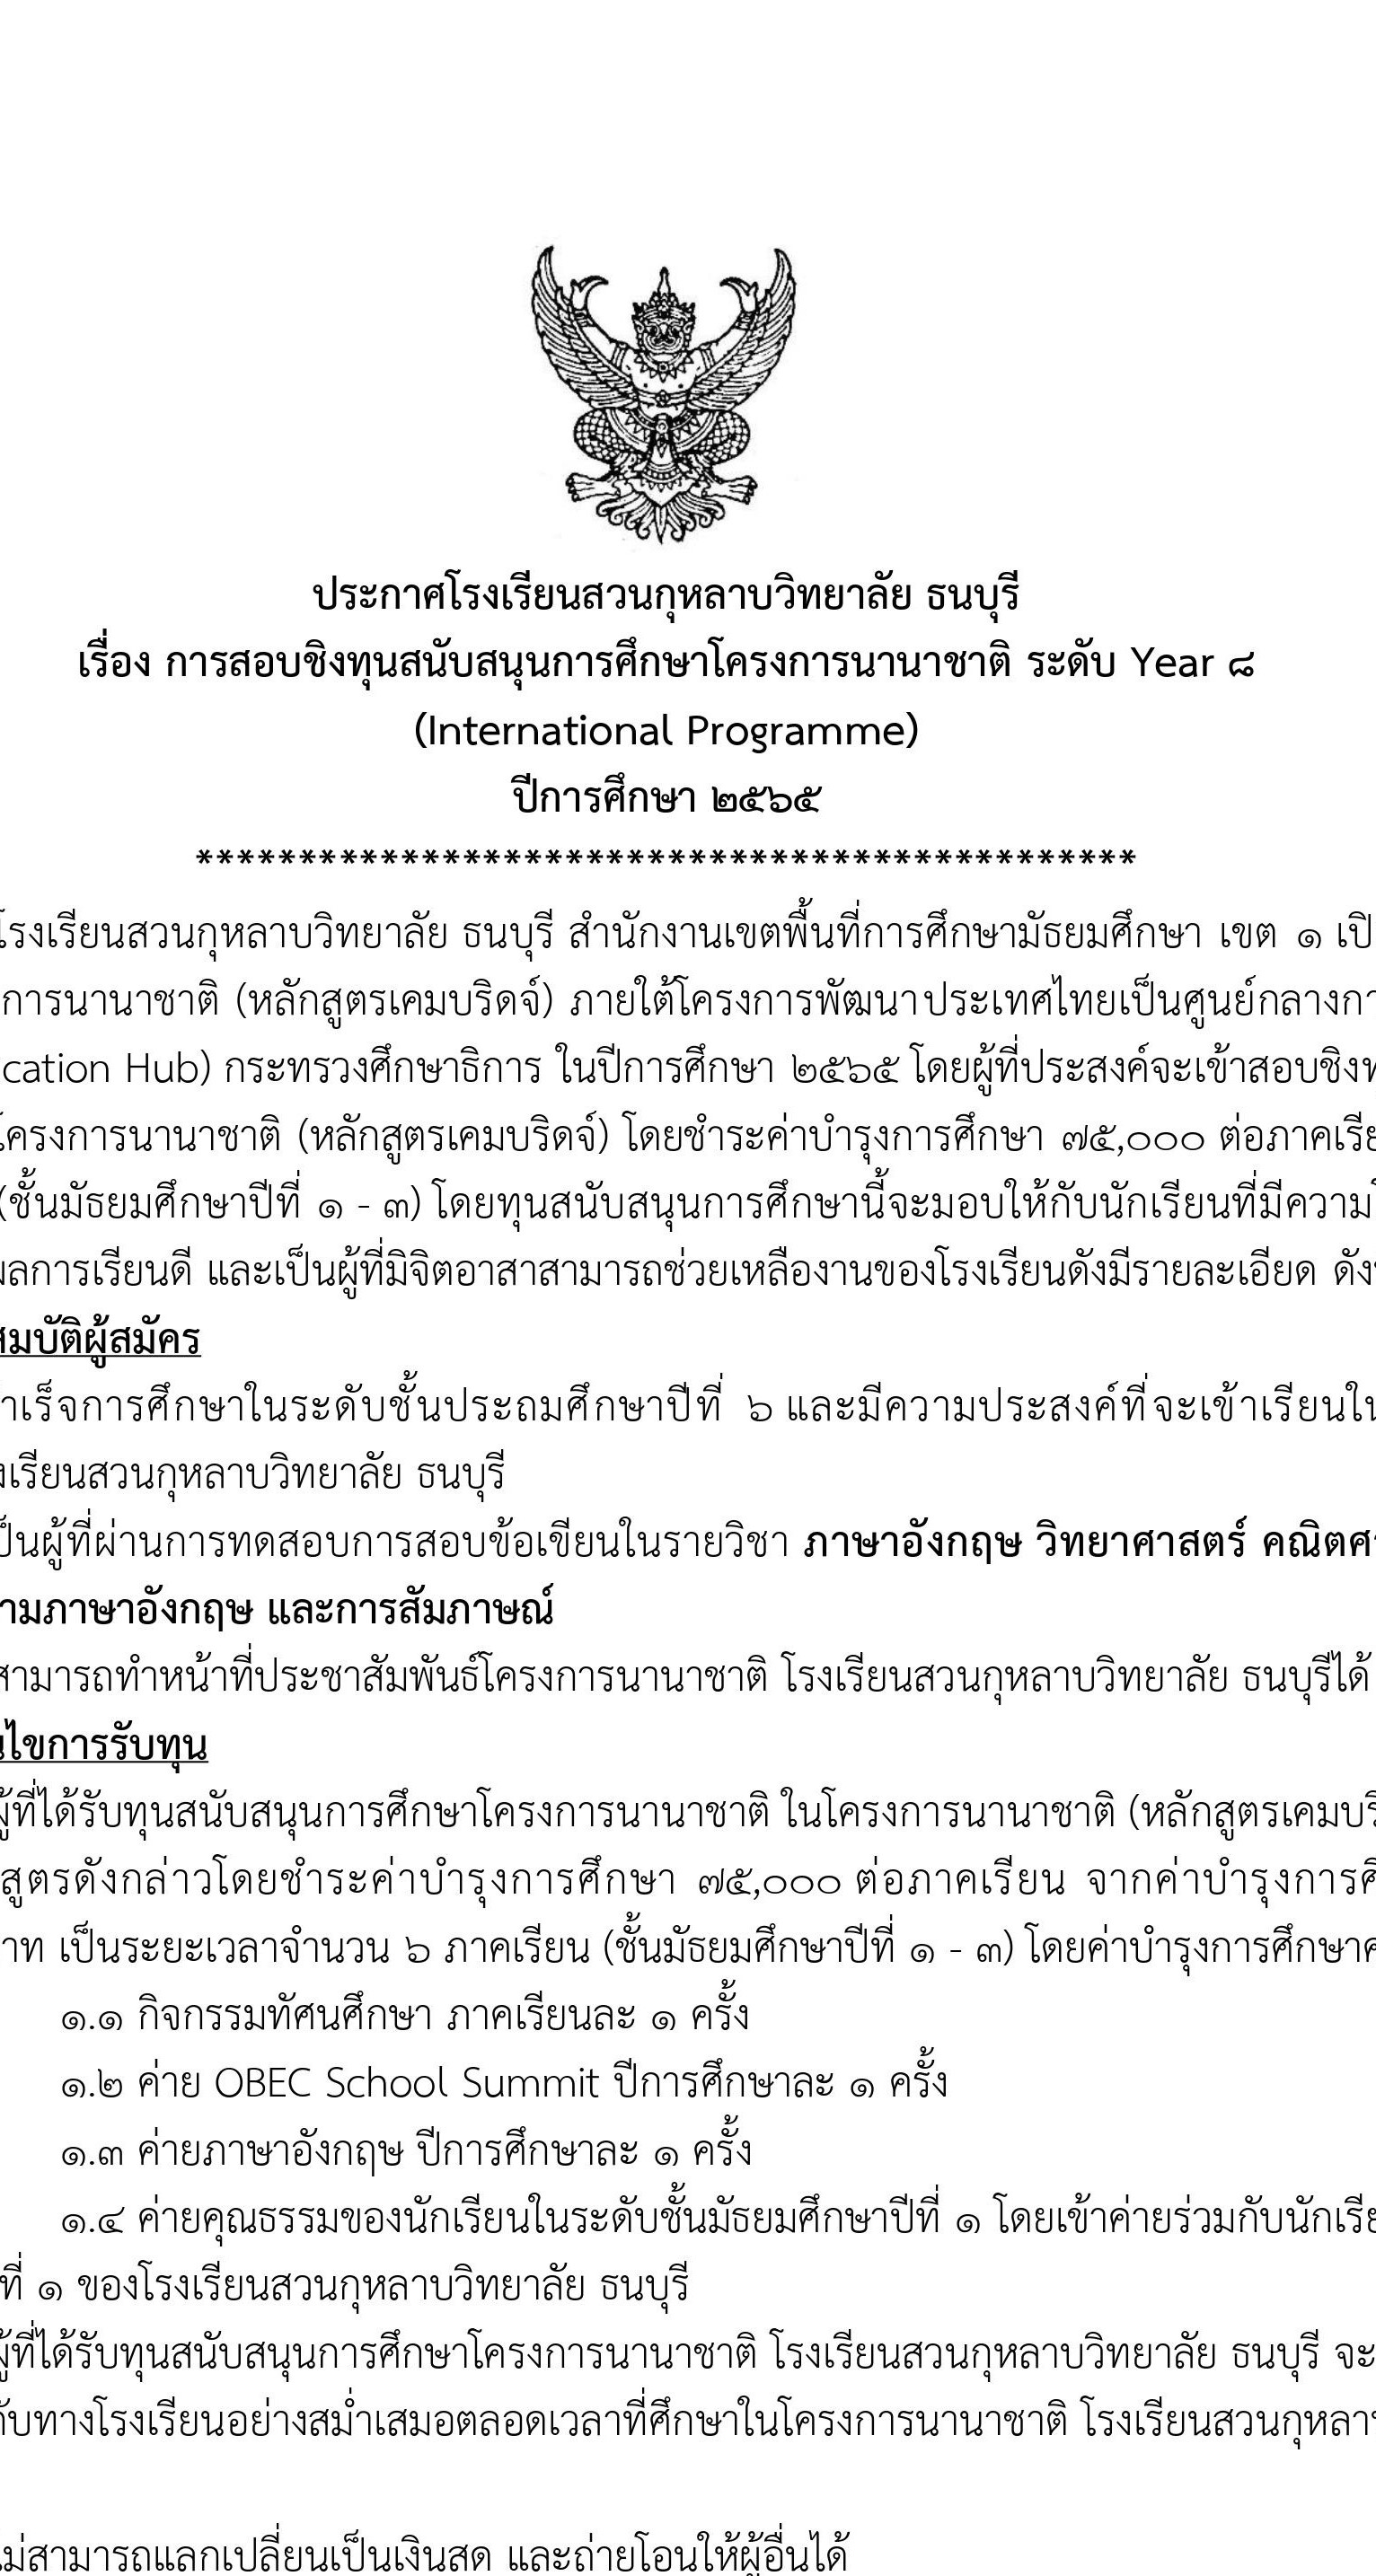 ประกาศโรงเรียนสวนกุหลาบวิทยาลัย ธนบุรี
เรื่อง การสอบชิงทุนสนับสนุนการศึกษาโครงการนานาชาติ ระดับ Year ๘
(International Programme)
ปีการศึกษา ๒๕๖๕
**********************************************
โรงเรียนสวนกุหลาบวิทยาลัย ธนบุรี สำนักงานเขตพื้นที่การศึกษามัธยมศึกษา เขต ๑ เปิ
การนานาชาติ (หลักสูตรเคมบริดจ์) ภายใต้โครงการพัฒนาประเทศไทยเป็นศูนย์กลางกา
cation Hub) กระทรวงศึกษาธิการ ในปีการศึกษา ๒๕๖๕ โดยผู้ที่ประสงค์จะเข้าสอบชิงท
โครงการนานาชาติ (หลักสูตรเคมบริดจ์) โดยชำระค่าบำรุงการศึกษา ๗๕,๐๐๐ ต่อภาคเรีย
(ชั้นมัธยมศึกษาปีที่ ๑ - ๓) โดยทุนสนับสนุนการศึกษานี้จะมอบให้กับนักเรียนที่มีความ
ผลการเรียนดี และเป็นผู้ที่มิจิตอาสาสามารถช่วยเหลืองานของโรงเรียนดังมีรายละเอียด ดัง
สมบัติผู้สมัคร
ำเร็จการศึกษาในระดับชั้นประถมศึกษาปีที่ ๖ และมีความประสงค์ที่จะเข้าเรียนใน
งเรียนสวนกุหลาบวิทยาลัย ธนบุรี
ป็นผู้ที่ผ่านการทดสอบการสอบข้อเขียนในรายวิชา ภาษาอังกฤษ วิทยาศาสตร์ คณิตศา
ามภาษาอังกฤษ และการสัมภาษณ์
สามารถทำหน้าที่ประชาสัมพันธ์โครงการนานาชาติ โรงเรียนสวนกุหลาบวิทยาลัย ธนบุรีได้
นไขการรับทุน
ผู้ที่ได้รับทุนสนับสนุนการศึกษาโครงการนานาชาติ ในโครงการนานาชาติ (หลักสูตรเคมบริ
สูตรดังกล่าวโดยชำระค่าบำรุงการศึกษา ๗๕,๐๐๐ ต่อภาคเรียน จากค่าบำรุงการศึ
าท เป็นระยะเวลาจำนวน ๖ ภาคเรียน (ชั้นมัธยมศึกษาปีที่ ๑ - ๓) โดยค่าบำรุงการศึกษาค
๑.๑ กิจกรรมทัศนศึกษา ภาคเรียนละ ๑ ครั้ง
๑.๒ ค่าย OBEC School Summit ปีการศึกษาละ ๑ ครั้ง
๑.๓ ค่ายภาษาอังกฤษ ปีการศึกษาละ ๑ ครั้ง
๑.๔ ค่ายคุณธรรมของนักเรียนในระดับชั้นมัธยมศึกษาปีที่ ๑ โดยเข้าค่ายร่วมกับนักเรีย
ที่ ๑ ของโรงเรียนสวนกุหลาบวิทยาลัย ธนบุรี
ผู้ที่ได้รับทุนสนับสนุนการศึกษาโครงการนานาชาติ โรงเรียนสวนกุหลาบวิทยาลัย ธนบุรี จะ
กับทางโรงเรียนอย่างสม่ำเสมอตลอดเวลาที่ศึกษาในโครงการนานาชาติ โรงเรียนสวนกุหลาบ
ไม่สามารถแลกเปลี่ยนเป็นเงินสด และถ่ายโอนให้ผู้อื่นได้